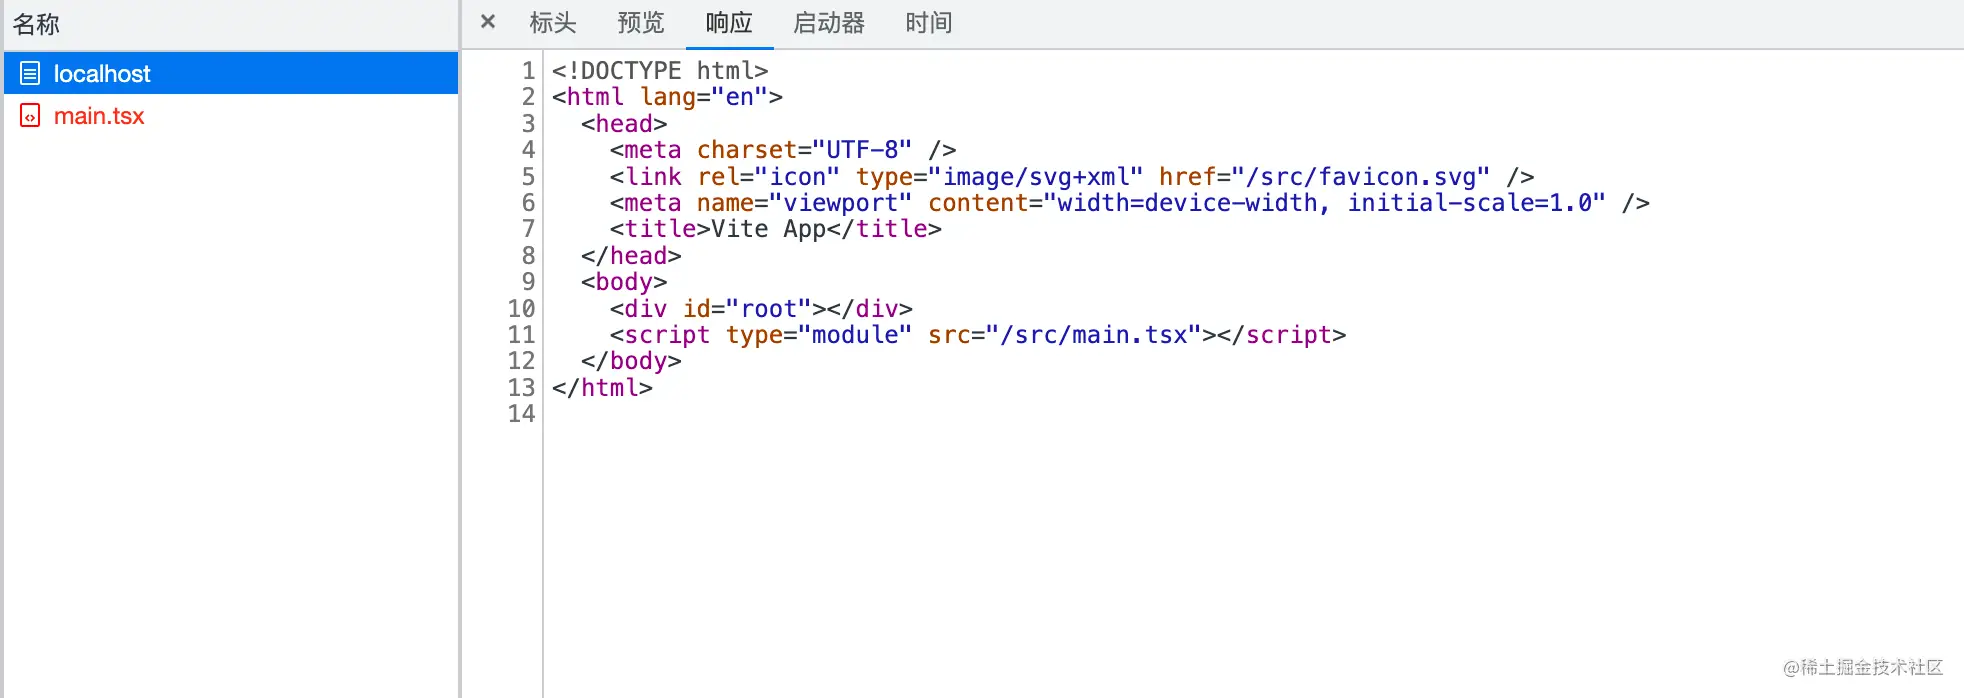 名称
localhost
main.tsx
× 标头 预览 响应 启动器 时间
1 <!DOCTYPE html>
2 <html lang="en">
3   <head>
4     <meta charset="UTF-8" />
5     <link rel="icon" type="image/svg+xml" href="/src/favicon.svg" />
6     <meta name="viewport" content="width=device-width, initial-scale=1.0" />
7     <title>Vite App</title>
8   </head>
9   <body>
10     <div id="root"></div>
11     <script type="module" src="/src/main.tsx"></script>
12   </body>
13 </html>
14
@稀土掘金技术社区